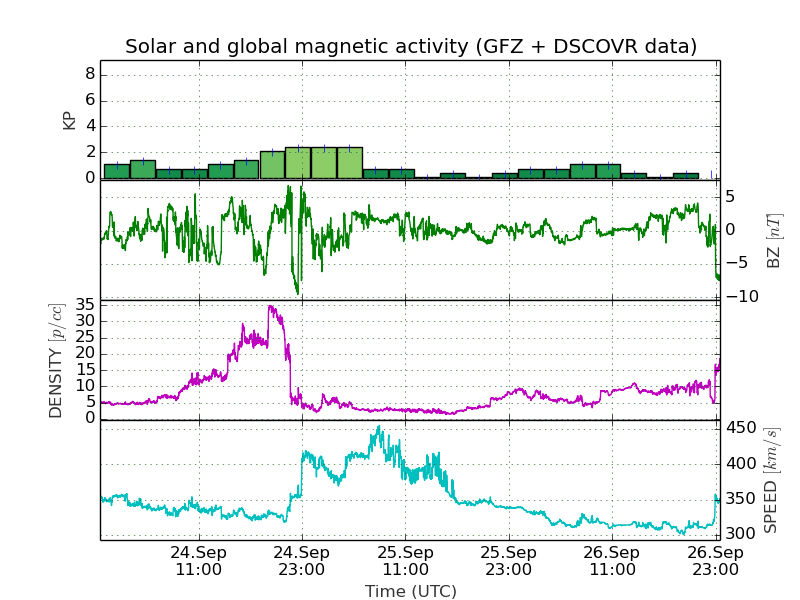 Solar and global magnetic activity (GFZ + DSCOVR data)
KP
8
6
4
2
0
BZ [nT]
5
0
−5
−10
DENSITY [p/cc]
35
30
25
20
15
10
5
0
SPEED [km/s]
450
400
350
300
24.Sep 11:00
24.Sep 23:00
25.Sep 11:00
25.Sep 23:00
26.Sep 11:00
26.Sep 23:00
Time (UTC)